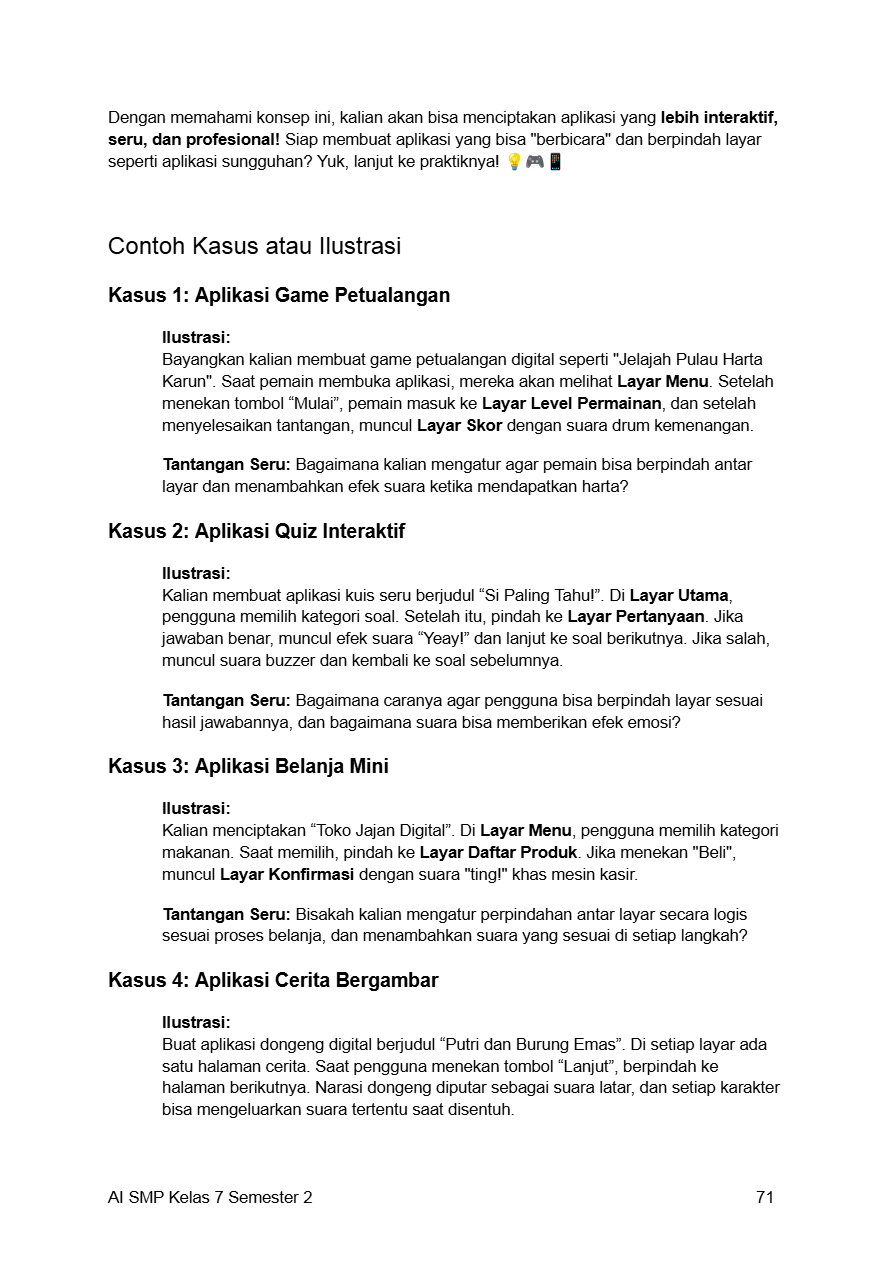 Dengan memahami konsep ini, kalian akan bisa menciptakan aplikasi yang lebih interaktif,
seru, dan profesional! Siap membuat aplikasi yang bisa "berbicara" dan berpindah layar
seperti aplikasi sungguhan? Yuk, lanjut ke praktiknya! 💡🎮📱
Contoh Kasus atau Ilustrasi
Kasus 1: Aplikasi Game Petualangan
Ilustrasi:
Bayangkan kalian membuat game petualangan digital seperti "Jelajah Pulau Harta
Karun". Saat pemain membuka aplikasi, mereka akan melihat Layar Menu. Setelah
menekan tombol “Mulai”, pemain masuk ke Layar Level Permainan, dan setelah
menyelesaikan tantangan, muncul Layar Skor dengan suara drum kemenangan.
Tantangan Seru: Bagaimana kalian mengatur agar pemain bisa berpindah antar
layar dan menambahkan efek suara ketika mendapatkan harta?
Kasus 2: Aplikasi Quiz Interaktif
Ilustrasi:
Kalian membuat aplikasi kuis seru berjudul “Si Paling Tahu!”. Di Layar Utama,
pengguna memilih kategori soal. Setelah itu, pindah ke Layar Pertanyaan. Jika
jawaban benar, muncul efek suara “Yeay!” dan lanjut ke soal berikutnya. Jika salah,
muncul suara buzzer dan kembali ke soal sebelumnya.
Tantangan Seru: Bagaimana caranya agar pengguna bisa berpindah layar sesuai
hasil jawabannya, dan bagaimana suara bisa memberikan efek emosi?
Kasus 3: Aplikasi Belanja Mini
Ilustrasi:
Kalian menciptakan “Toko Jajan Digital”. Di Layar Menu, pengguna memilih kategori
makanan. Saat memilih, pindah ke Layar Daftar Produk. Jika menekan "Beli",
muncul Layar Konfirmasi dengan suara "ting!" khas mesin kasir.
Tantangan Seru: Bisakah kalian mengatur perpindahan antar layar secara logis
sesuai proses belanja, dan menambahkan suara yang sesuai di setiap langkah?
Kasus 4: Aplikasi Cerita Bergambar
Ilustrasi:
Buat aplikasi dongeng digital berjudul “Putri dan Burung Emas”. Di setiap layar ada
satu halaman cerita. Saat pengguna menekan tombol “Lanjut”, berpindah ke
halaman berikutnya. Narasi dongeng diputar sebagai suara latar, dan setiap karakter
bisa mengeluarkan suara tertentu saat disentuh.
AI SMP Kelas 7 Semester 2 71